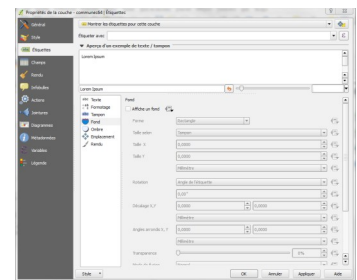 Propriétés de la couche - communes64 | Étiquettes
Général
Style
Étiquettes
Champs
Rendu
Infobulles
Actions
Jointures
Diagrammes
Métadonnées
Variables
Légende
Montrer les étiquettes pour cette couche
Étiqueter avec
Aperçu d'un exemple de texte / tampon
Lorem Ipsum
Lorem Ipsum
Texte
Formatage
Tampon
Fond
Ombre
Emplacement
Rendu
Fond
Affiche un fond
Forme
Rectangle
Taille selon
Tampon
Taille X
0,0000
Taille Y
0,0000
Millimètre
Rotation
Angle de l'étiquette
0,00°
Décalage X,Y
0,0000
0,0000
Millimètre
Angles arrondis X, Y
0,0000
0,0000
Millimètre
Transparence
0%
Style
OK
Annuler
Appliquer
Aide